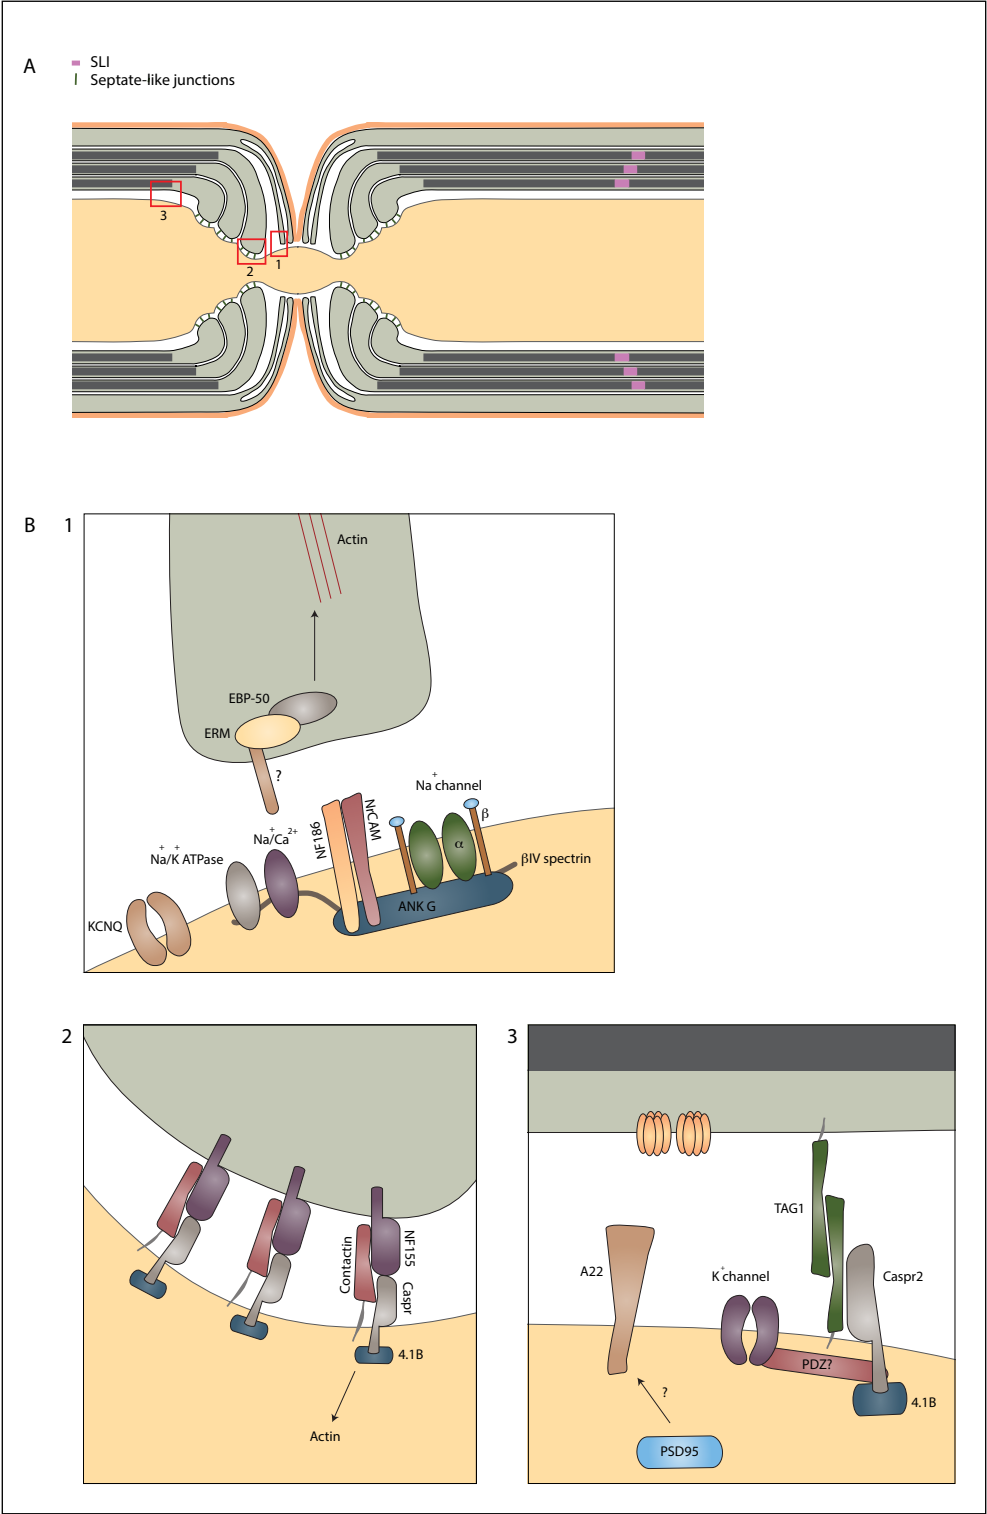 A
SLI
Septate-like junctions
3
2
1
B
1
Actin
EBP-50
ERM
?
Na+ channel
β
NrCAM
NF186
Na+/Ca2+
α
Na+/K+ ATPase
βIV spectrin
ANK G
KCNQ
2
NF155
Contactin
Caspr
4.1B
Actin
3
TAG1
A22
K+ channel
Caspr2
PDZ?
4.1B
?
PSD95